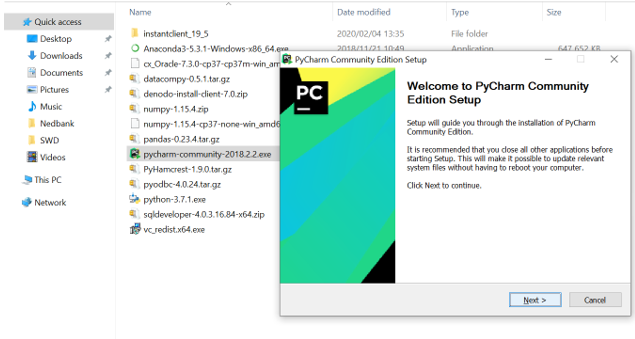 Name Date modified Type Size
Quick access
Desktop
Downloads
Documents
Pictures
Music
Nedbank
SWD
Videos
This PC
Network
instantclient_19_5 2020/02/04 13:35 File folder
Anaconda3-5.3.1-Windows-x86_64.exe 2018/11/21 10:49 Application 647 652 KB
cx_Oracle-7.3.0-cp37-cp37m-win_am
datacompy-0.5.1.tar.gz
denodo-install-client-7.0.zip
numpy-1.15.4.zip
numpy-1.15.4-cp37-none-win_amd6
pandas-0.23.4.tar.gz
pycharm-community-2018.2.2.exe
PyHamcrest-1.9.0.tar.gz
pyodbc-4.0.24.tar.gz
python-3.7.1.exe
sqldeveloper-4.0.3.16.84-x64.zip
vc_redist.x64.exe
PyCharm Community Edition Setup
PC
Welcome to PyCharm Community
Edition Setup
Setup will guide you through the installation of PyCharm
Community Edition.
It is recommended that you close all other applications before
starting Setup. This will make it possible to update relevant
system files without having to reboot your computer.
Click Next to continue.
Next > Cancel